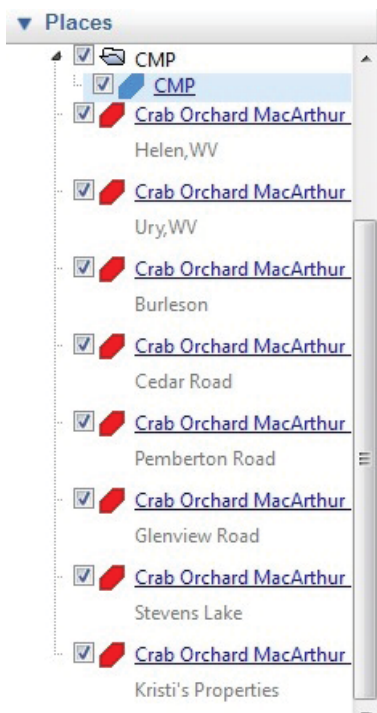 Places
CMP
CMP
Crab Orchard MacArthur
Helen,WV
Crab Orchard MacArthur
Ury,WV
Crab Orchard MacArthur
Burleson
Crab Orchard MacArthur
Cedar Road
Crab Orchard MacArthur
Pemberton Road
Crab Orchard MacArthur
Glenview Road
Crab Orchard MacArthur
Stevens Lake
Crab Orchard MacArthur
Kristi's Properties